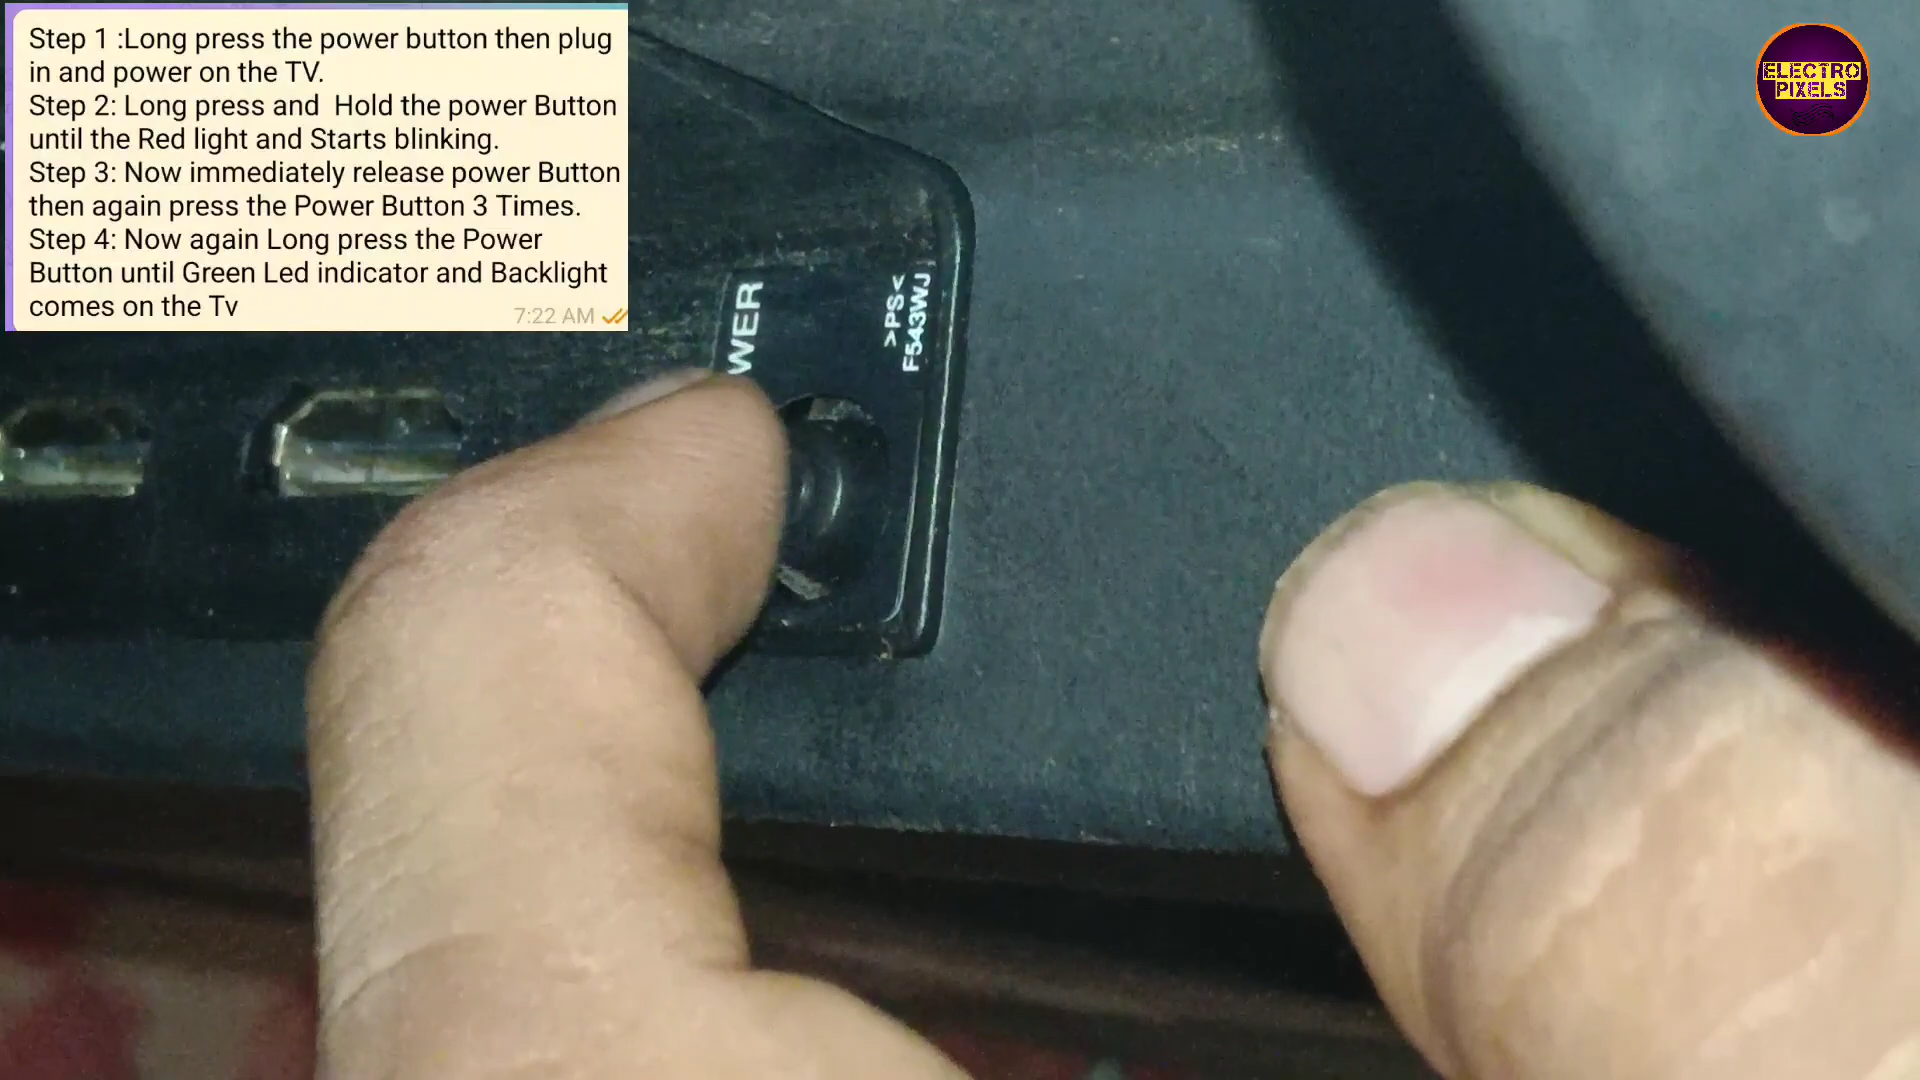 Step 1 :Long press the power button then plug
in and power on the TV.
Step 2: Long press and  Hold the power Button
until the Red light and Starts blinking.
Step 3: Now immediately release power Button
then again press the Power Button 3 Times.
Step 4: Now again Long press the Power
Button until Green Led indicator and Backlight
comes on the Tv
7:22 AM
ELECTRO
PIXELS
WER
>PS<
F543WJ